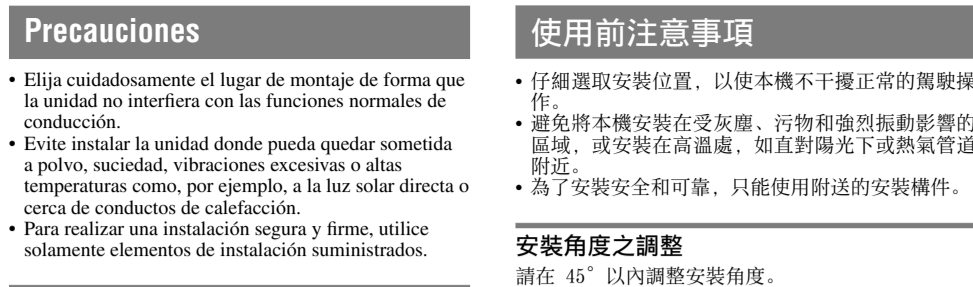 Precauciones
• Elija cuidadosamente el lugar de montaje de forma que
la unidad no interfiera con las funciones normales de
conducción.
• Evite instalar la unidad donde pueda quedar sometida
a polvo, suciedad, vibraciones excesivas o altas
temperaturas como, por ejemplo, a la luz solar directa o
cerca de conductos de calefacción.
• Para realizar una instalación segura y firme, utilice
solamente elementos de instalación suministrados.
使用前注意事項
• 仔細選取安裝位置，以使本機不干擾正常的駕駛操
作。
• 避免將本機安裝在受灰塵、污物和強烈振動影響的
區域，或安裝在高溫處，如直對陽光下或熱氣管道
附近。
• 為了安裝安全和可靠，只能使用附送的安裝構件。
安裝角度之調整
請在 45° 以內調整安裝角度。